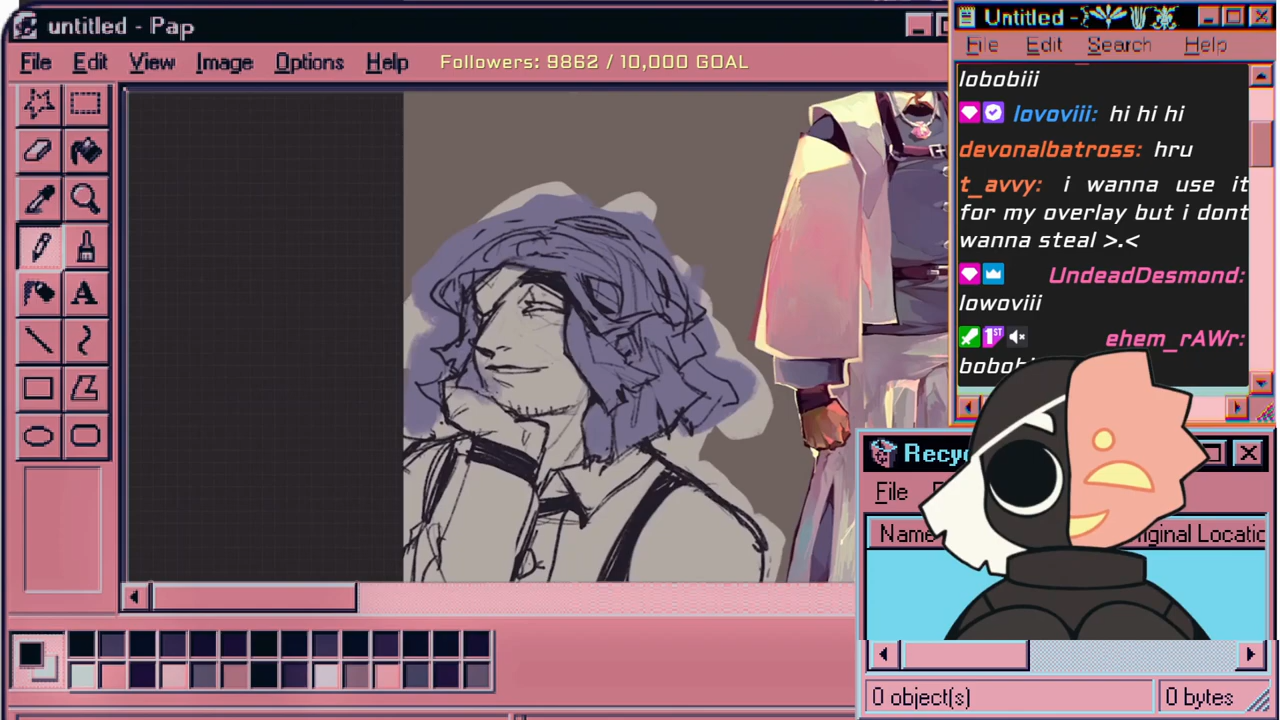 untitled - Pap
File Edit View Image Options Help
Followers: 9862 / 10,000 GOAL
A
Untitled -
File Edit Search Help
lobobiii
lovoviii: hi hi hi
devonalbatross: hru
t_avvy: i wanna use it
for my overlay but i dont
wanna steal >.<
UndeadDesmond:
lowoviii
1ST ehem_rAWr:
File
Name
0 object(s)
0 bytes